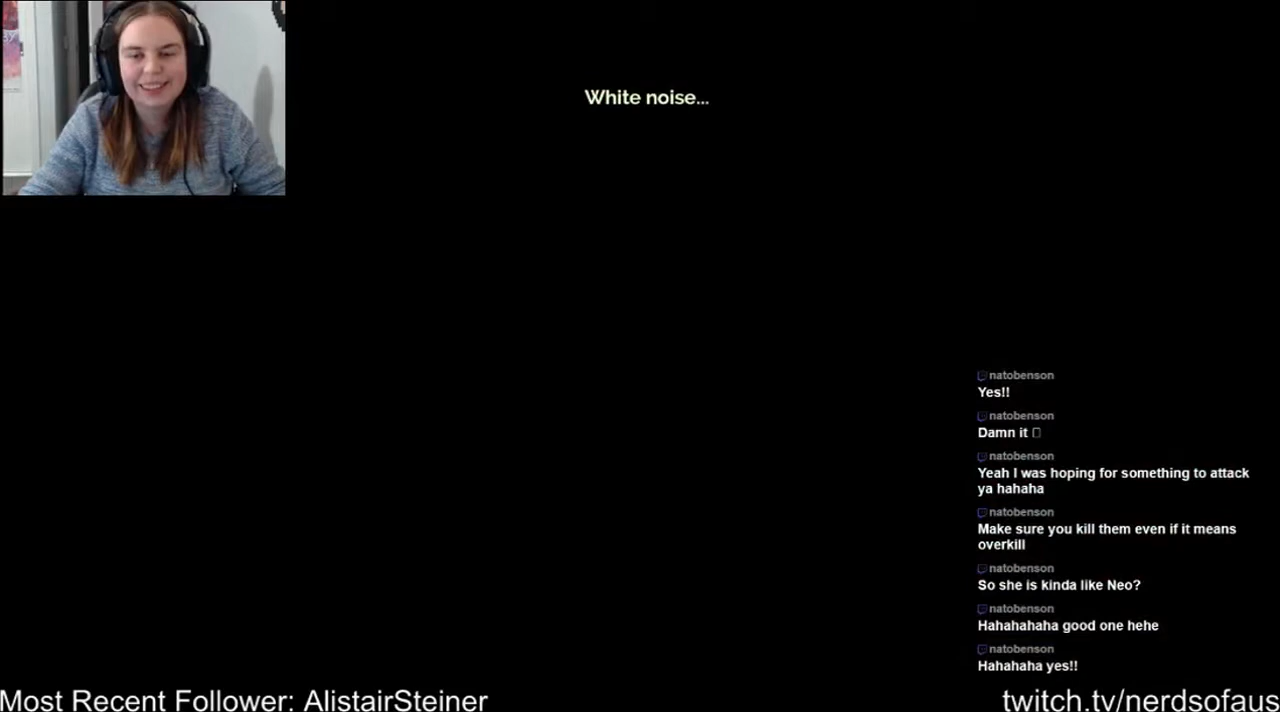 White noise...
natobenson
Yes!!
natobenson
Damn it
natobenson
Yeah I was hoping for something to attack
ya hahaha
natobenson
Make sure you kill them even if it means
overkill
natobenson
So she is kinda like Neo?
natobenson
Hahahahaha good one hehe
natobenson
Hahahaha yes!!
Most Recent Follower: AlistairSteiner
twitch.tv/nerdsofaus